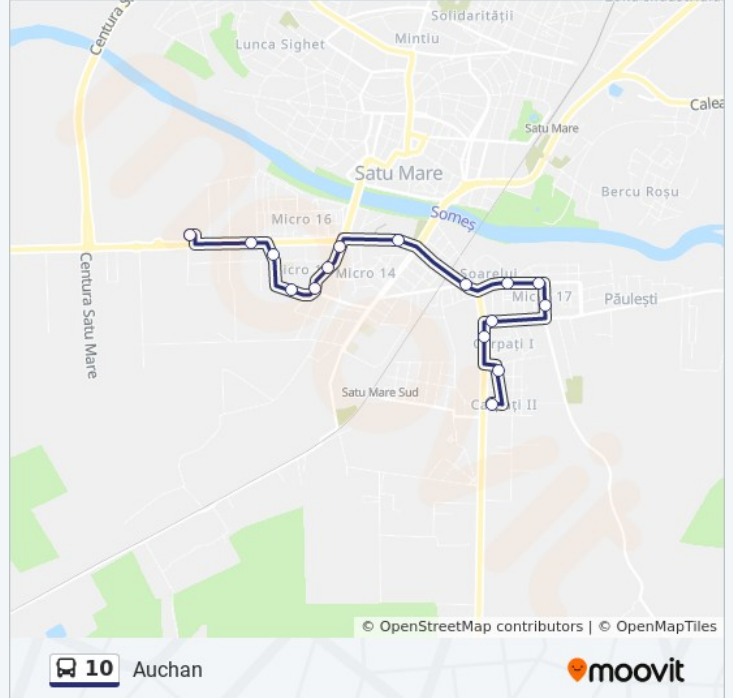 Solidarității
Centura S
Mintiu
Lunca Sighet
Calea
Satu Mare
Satu Mare
Bercu Roșu
Micro 16
Someș
Micro 14
Soarelui
Centura Satu Mare
Micro 17
Păulești
Carpați I
Satu Mare Sud
Carpați II
© OpenStreetMap contributors | © OpenMapTiles
10 Auchan
moovit